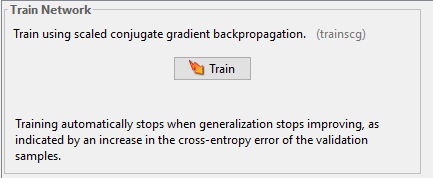 Train Network
Train using scaled conjugate gradient backpropagation. (trainscg)
Train
Training automatically stops when generalization stops improving, as
indicated by an increase in the cross-entropy error of the validation
samples.